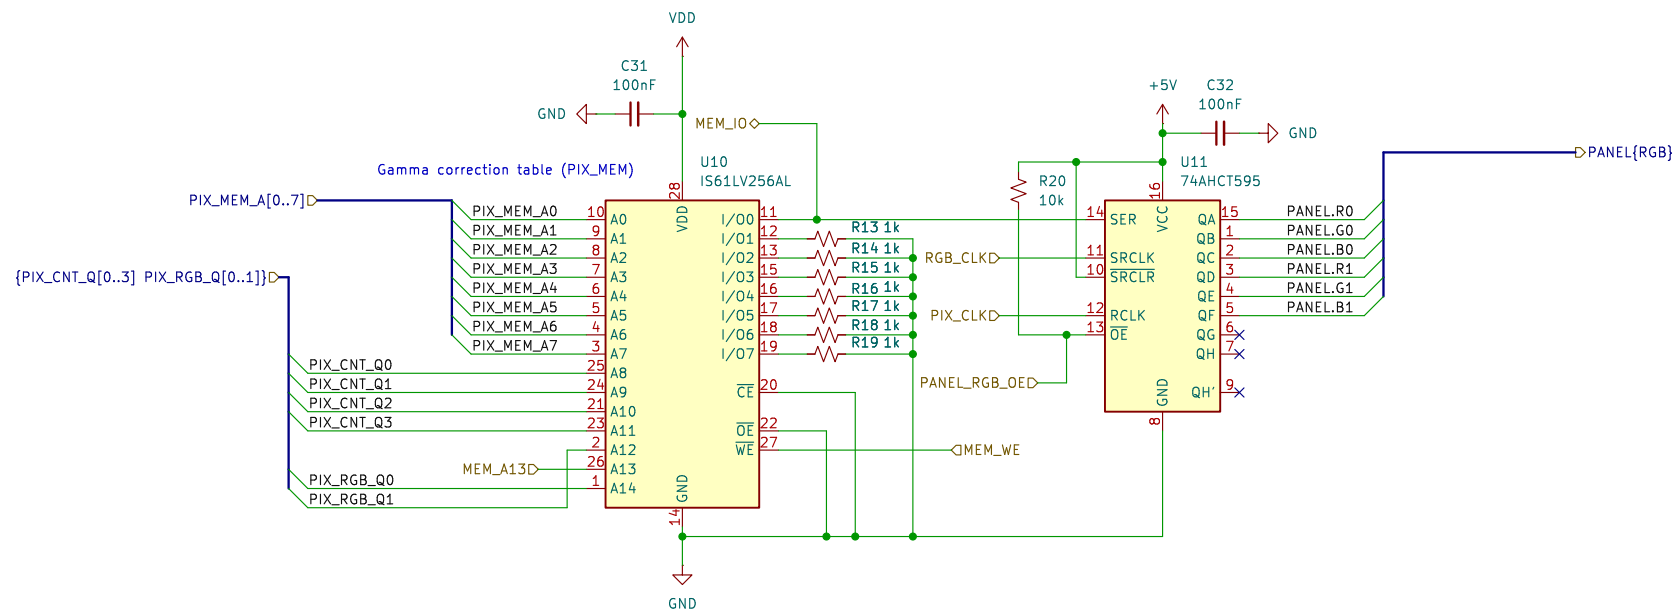 VDD
C31
100nF
GND
MEM_IO
+5V
C32
100nF
GND
PANEL{RGB}
Gamma correction table (PIX_MEM)
U10
IS61LV256AL
R20
10k
U11
74AHCT595
PIX_MEM_A[0..7]
{PIX_CNT_Q[0..3] PIX_RGB_Q[0..1]}
PIX_MEM_A0
PIX_MEM_A1
PIX_MEM_A2
PIX_MEM_A3
PIX_MEM_A4
PIX_MEM_A5
PIX_MEM_A6
PIX_MEM_A7
PIX_CNT_Q0
PIX_CNT_Q1
PIX_CNT_Q2
PIX_CNT_Q3
MEM_A13
PIX_RGB_Q0
PIX_RGB_Q1
28
VDD
10 A0
9 A1
8 A2
7 A3
6 A4
5 A5
4 A6
3 A7
25 A8
24 A9
21 A10
23 A11
2 A12
26 A13
1 A14
I/O0 11
I/O1 12
I/O2 13
I/O3 15
I/O4 16
I/O5 17
I/O6 18
I/O7 19
CE 20
OE 22
WE 27
GND
14
GND
R13 1k
R14 1k
R15 1k
R16 1k
R17 1k
R18 1k
R19 1k
MEM_WE
RGB_CLK
PIX_CLK
PANEL_RGB_OE
16
VCC
14 SER
11 SRCLK
10 SRCLR
12 RCLK
13 OE
QA 15
QB 1
QC 2
QD 3
QE 4
QF 5
QG 6
QH 7
QH' 9
GND
8
PANEL.R0
PANEL.G0
PANEL.B0
PANEL.R1
PANEL.G1
PANEL.B1